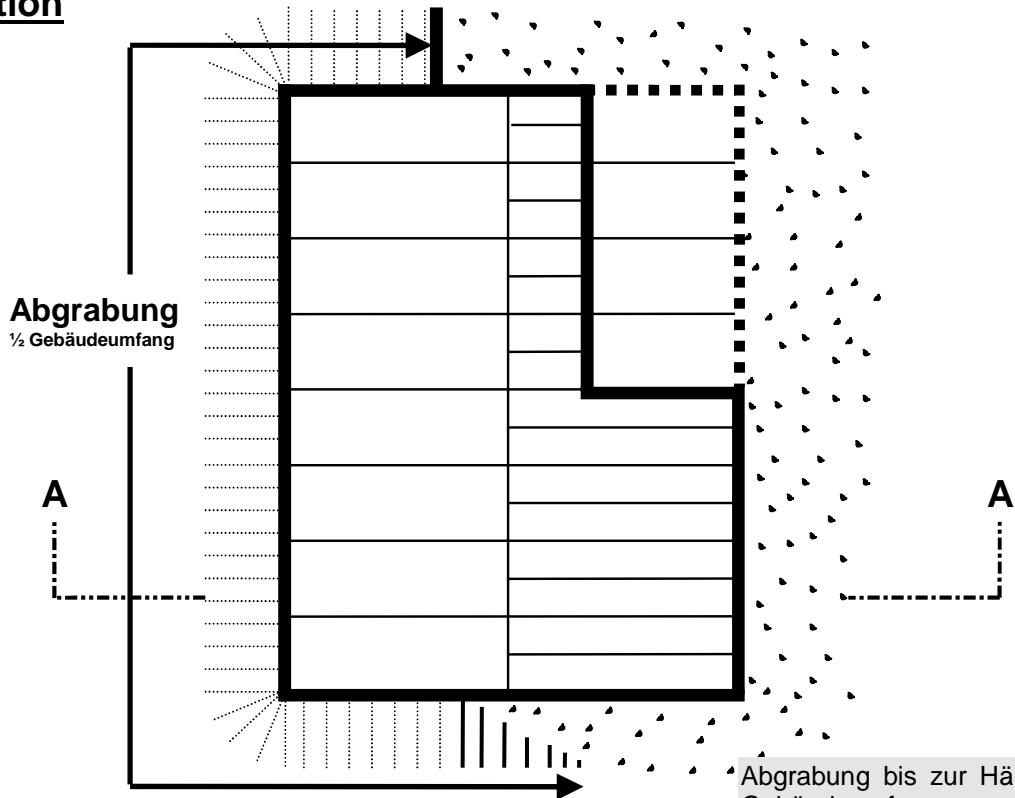 tion
Abgrabung
½ Gebäudeumfang
A
A
Abgrabung bis zur Hä